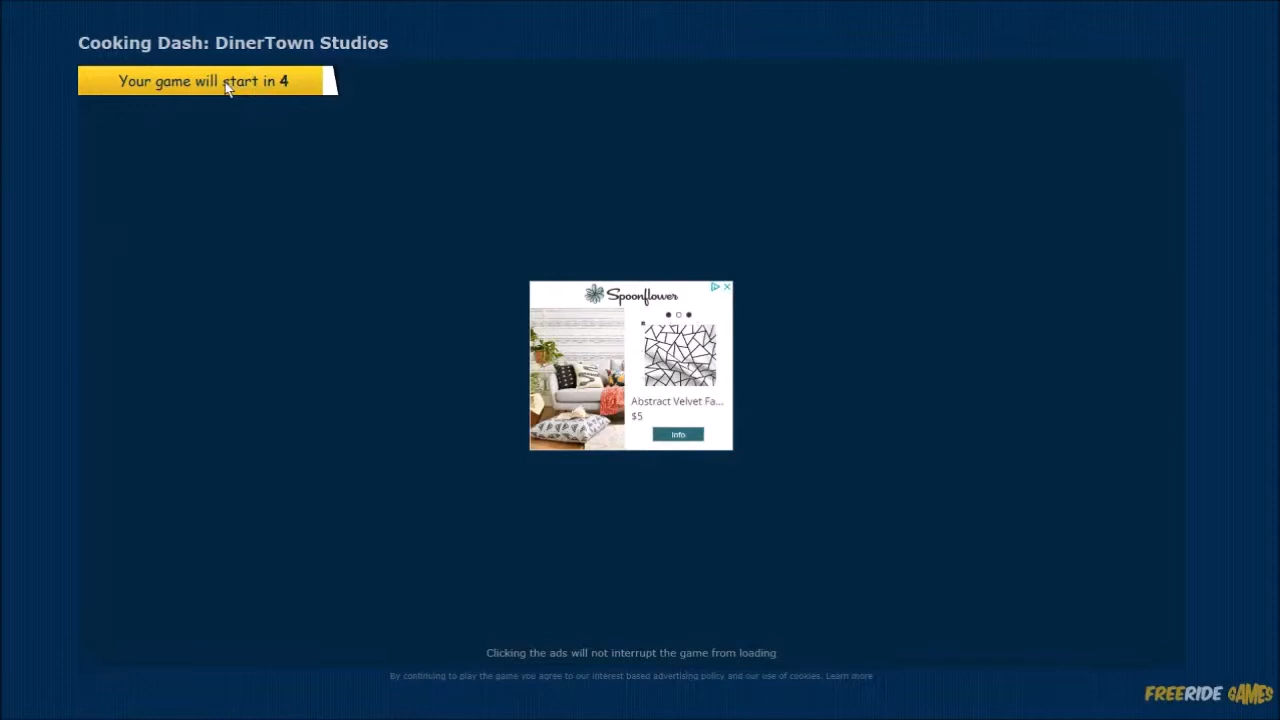 Cooking Dash: DinerTown Studios
Your game will start in 4
Spoonflower
Abstract Velvet Fa...
$5
Info
Clicking the ads will not interrupt the game from loading
By continuing to play the game you agree to our interest based advertising policy and our use of cookies. Learn more
FREERIDE GAMES